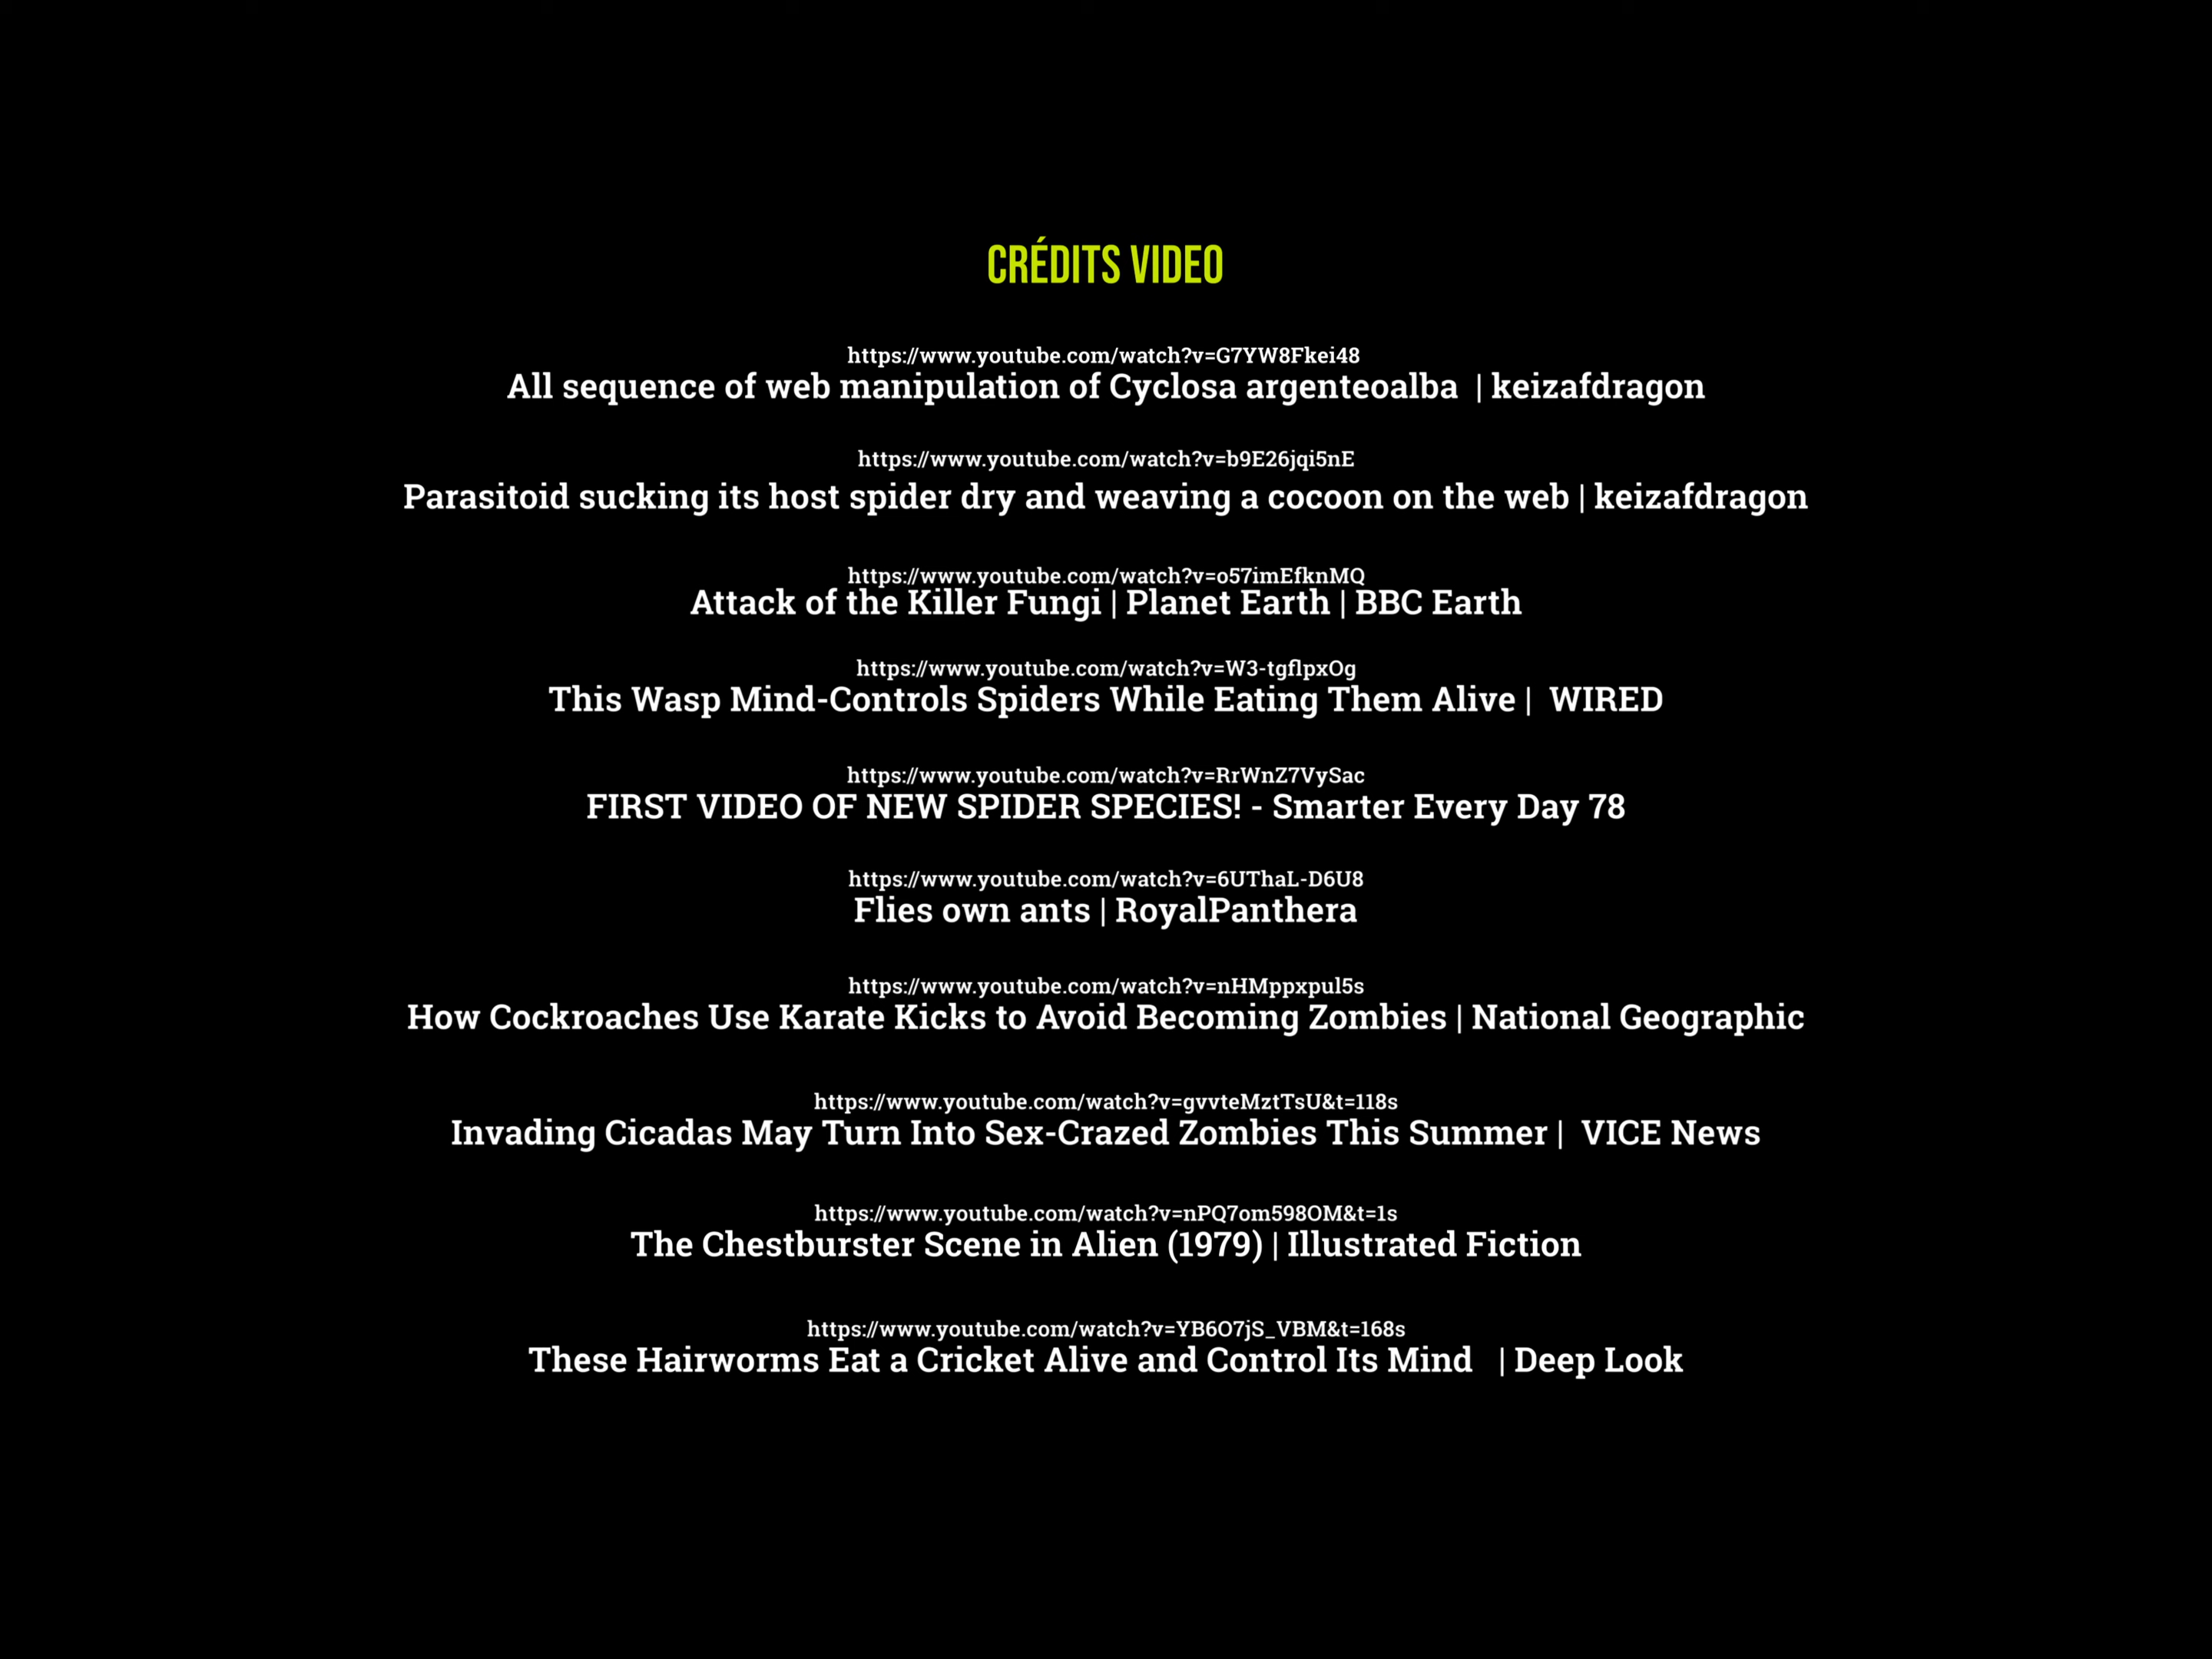 CRÉDITS VIDEO
https://www.youtube.com/watch?v=G7YW8Fkei48
All sequence of web manipulation of Cyclosa argenteoalba | keizafdragon
https://www.youtube.com/watch?v=b9E26jqi5nE
Parasitoid sucking its host spider dry and weaving a cocoon on the web | keizafdragon
https://www.youtube.com/watch?v=o57imEfknMQ
Attack of the Killer Fungi | Planet Earth | BBC Earth
https://www.youtube.com/watch?v=W3-tgflpxOg
This Wasp Mind-Controls Spiders While Eating Them Alive | WIRED
https://www.youtube.com/watch?v=RrWnZ7VySac
FIRST VIDEO OF NEW SPIDER SPECIES! - Smarter Every Day 78
https://www.youtube.com/watch?v=6UThaL-D6U8
Flies own ants | RoyalPanthera
https://www.youtube.com/watch?v=nHMppxpul5s
How Cockroaches Use Karate Kicks to Avoid Becoming Zombies | National Geographic
https://www.youtube.com/watch?v=gvvteMztTsU&t=118s
Invading Cicadas May Turn Into Sex-Crazed Zombies This Summer | VICE News
https://www.youtube.com/watch?v=nPQ7om598OM&t=1s
The Chestburster Scene in Alien (1979) | Illustrated Fiction
https://www.youtube.com/watch?v=YB6O7jS_VBM&t=168s
These Hairworms Eat a Cricket Alive and Control Its Mind | Deep Look